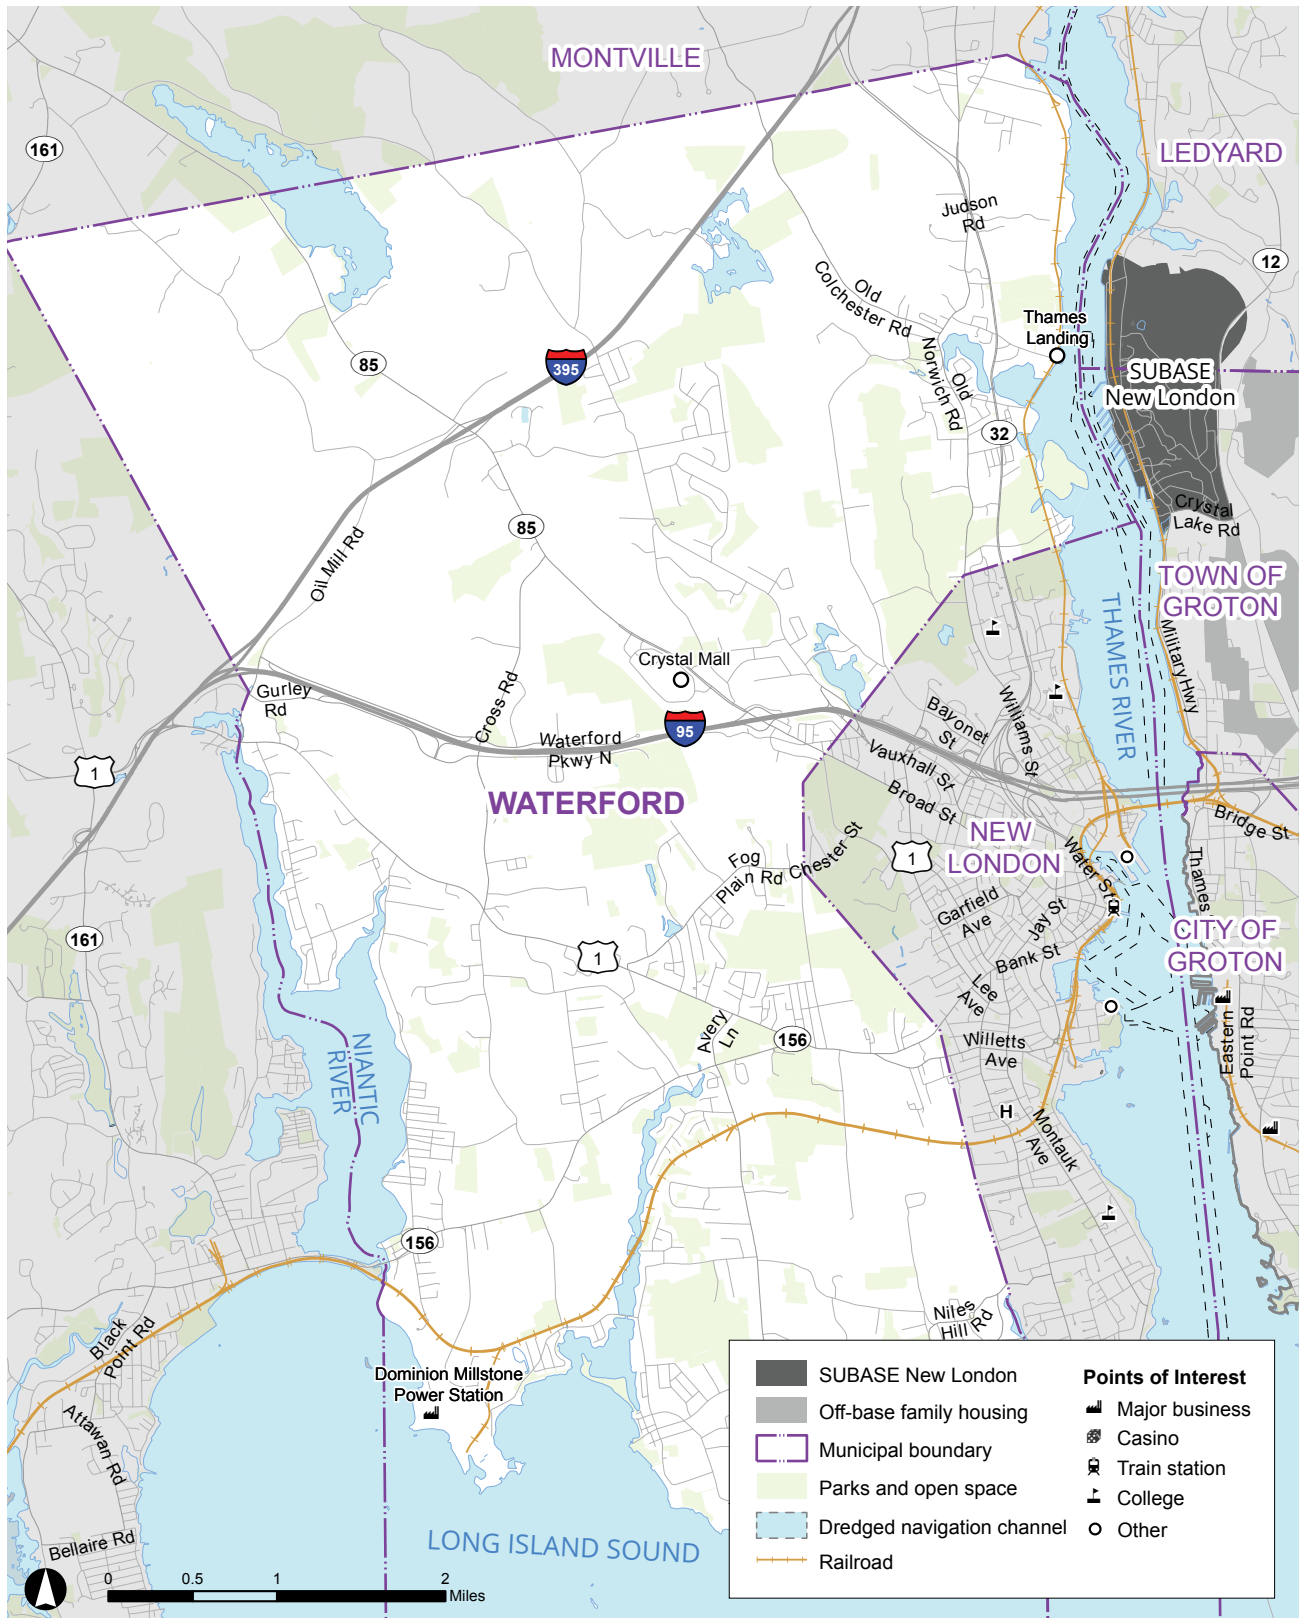 MONTVILLE
161
LEDYARD
Judson
Rd
12
Old
Colchester Rd
Thames
Landing
85
395
Old
Norwich Rd
SUBASE
New London
32
85
Crystal
Lake Rd
Oil Mill Rd
TOWN OF
GROTON
THAMES RIVER
Military Hwy
Crystal Mall
Gurley
Rd
Cross Rd
Williams St
Bayonet
St
95
Waterford
Pkwy N
Vauxhall St
1
WATERFORD
Broad St
Bridge St
NEW
LONDON
Water St
Fog
Plain Rd
Chester St
1
Thames
Garfield
Ave
Jay St
161
1
Bank St
CITY OF
GROTON
Lee
Ave
Avery
Ln
156
Willetts
Ave
Eastern
Point Rd
NIANTIC
RIVER
H
Montauk
Ave
156
Niles
Hill Rd
Black
Point Rd
Dominion Millstone
Power Station
Attawan Rd
Bellaire Rd
LONG ISLAND SOUND
0 0.5 1 2
Miles
SUBASE New London
Off-base family housing
Municipal boundary
Parks and open space
Dredged navigation channel
Railroad
Points of Interest
Major business
Casino
Train station
College
Other